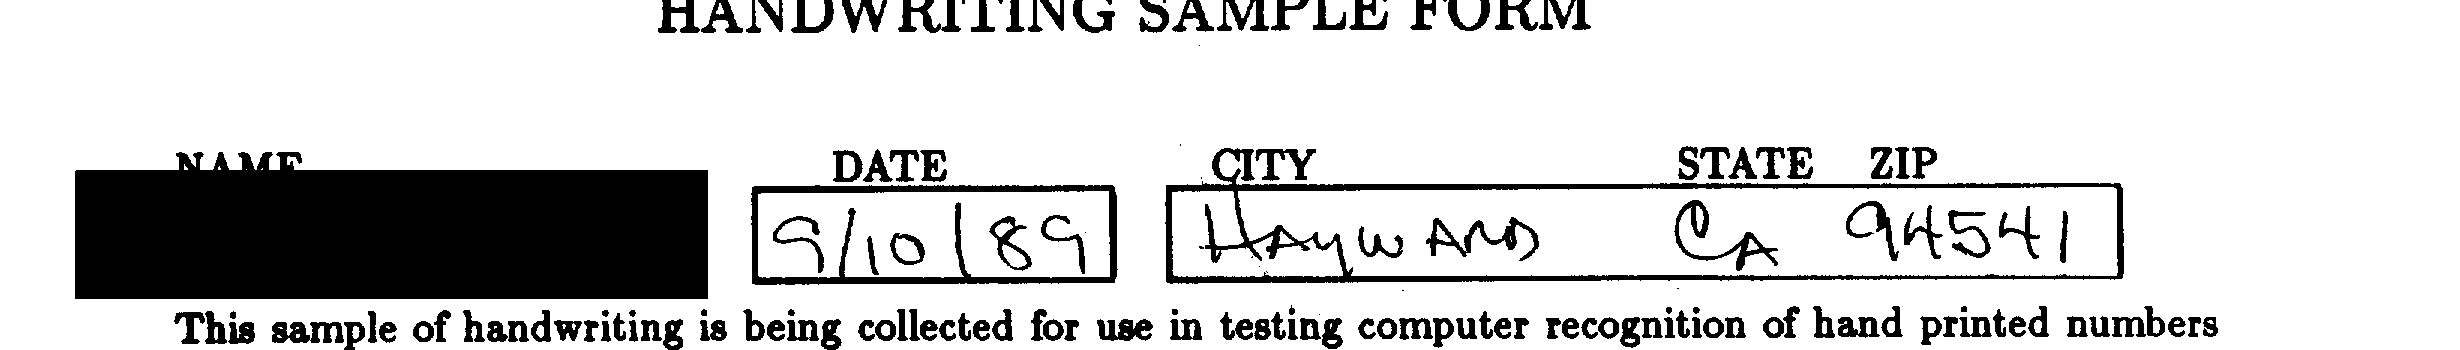 HANDWRITING SAMPLE FORM
NAME DATE CITY STATE ZIP
9/10/89 HAYWARD CA 94541
This sample of handwriting is being collected for use in testing computer recognition of hand printed numbers